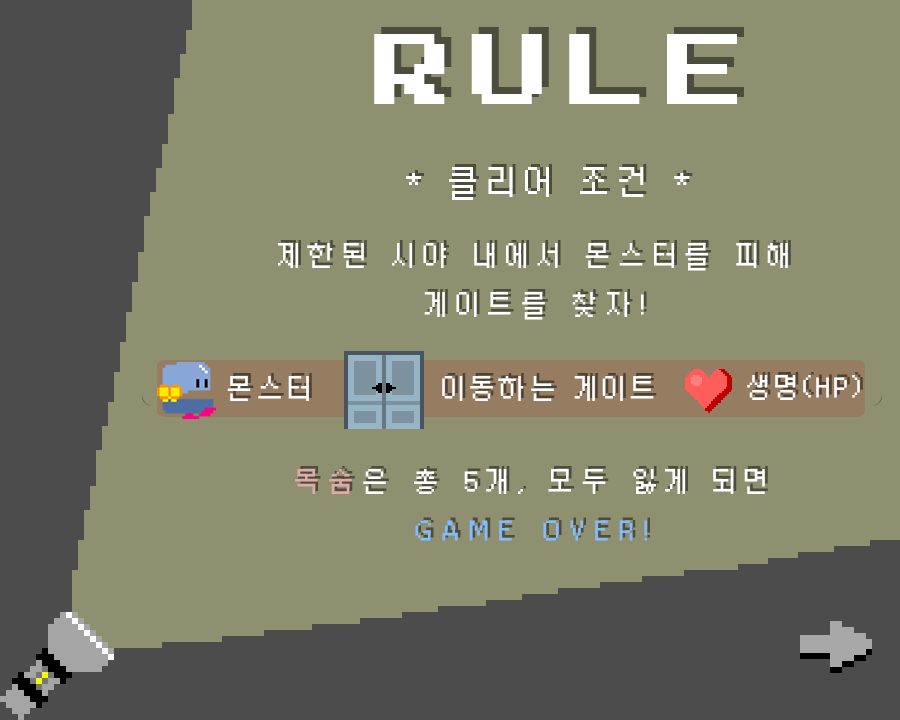 RULE
* 클리어 조건 *
제한된 시야 내에서 몬스터를 피해
게이트를 찾자!
몬스터 이동하는 게이트 생명(HP)
목숨은 총 5개, 모두 잃게 되면
GAME OVER!